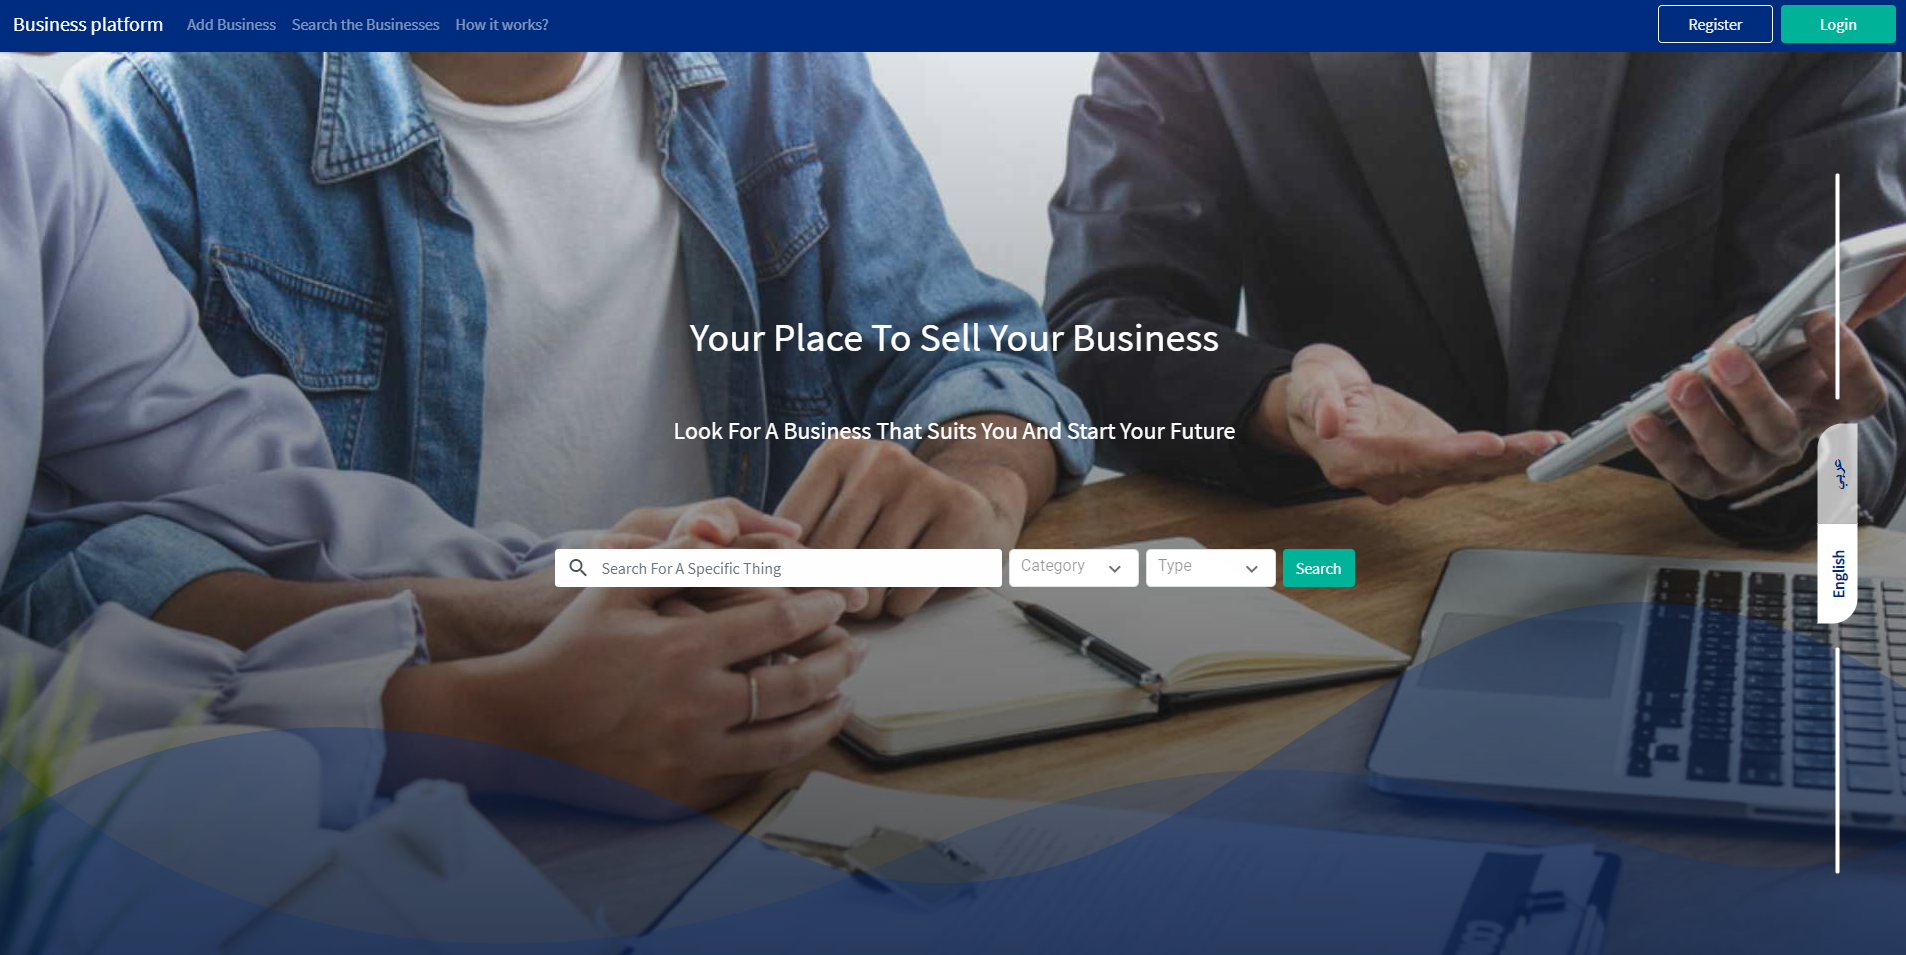 Business platform
Add Business
Search the Businesses
How it works?
Register
Login
Your Place To Sell Your Business
Look For A Business That Suits You And Start Your Future
Search For A Specific Thing
Category
Type
Search
عربي
English